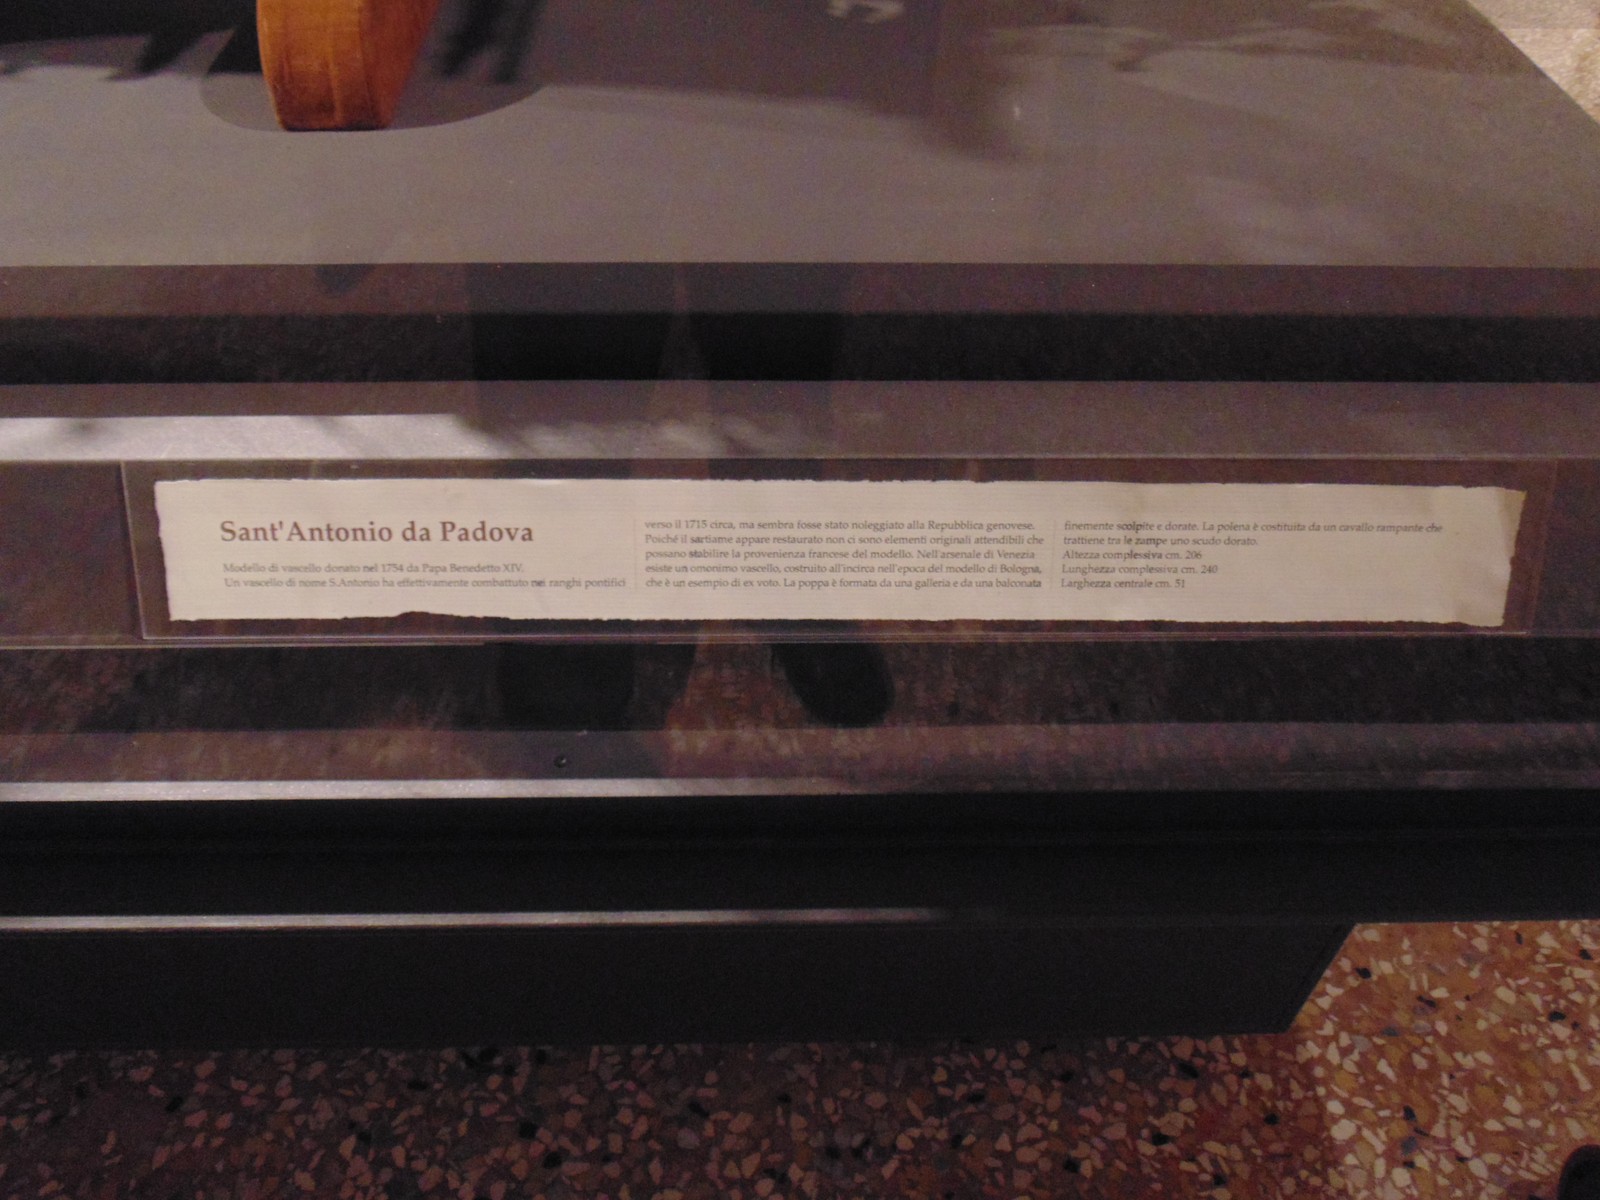 Sant'Antonio da Padova
Modello di vascello donato nel 1754 da Papa Benedetto XIV.
Un vascello di nome S.Antonio ha effettivamente combattuto nei ranghi pontifici
verso il 1715 circa, ma sembra fosse stato noleggiato alla Repubblica genovese.
Poiché il sartiame appare restaurato non ci sono elementi originali attendibili che
possano stabilire la provenienza francese del modello. Nell'arsenale di Venezia
esiste un omonimo vascello, costruito all'incirca nell'epoca del modello di Bologna,
che è un esempio di ex voto. La poppa è formata da una galleria e da una balconata
finemente scolpite e dorate. La polena è costituita da un cavallo rampante che
trattiene tra le zampe uno scudo dorato.
Altezza complessiva cm. 206
Lunghezza complessiva cm. 240
Larghezza centrale cm. 51